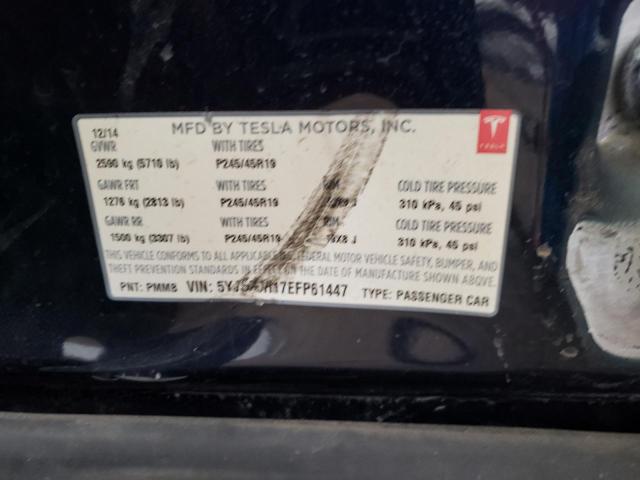 12/14 MFD BY TESLA MOTORS, INC.
TESLA
GVWR WITH TIRES
2590 kg (5710 lb) P245/45R19
GAWR FRT WITH TIRES COLD TIRE PRESSURE
1276 kg (2813 lb) P245/45R19 310 kPa, 45 psi
GAWR RR WITH TIRES COLD TIRE PRESSURE
1500 kg (3307 lb) P245/45R19 310 kPa, 45 psi
THIS VEHICLE CONFORMS TO ALL APPLICABLE U.S. FEDERAL MOTOR VEHICLE SAFETY, BUMPER, AND
THEFT PREVENTION STANDARDS IN EFFECT ON THE DATE OF MANUFACTURE SHOWN ABOVE.
PNT: PMMB VIN: TYPE: PASSENGER CAR